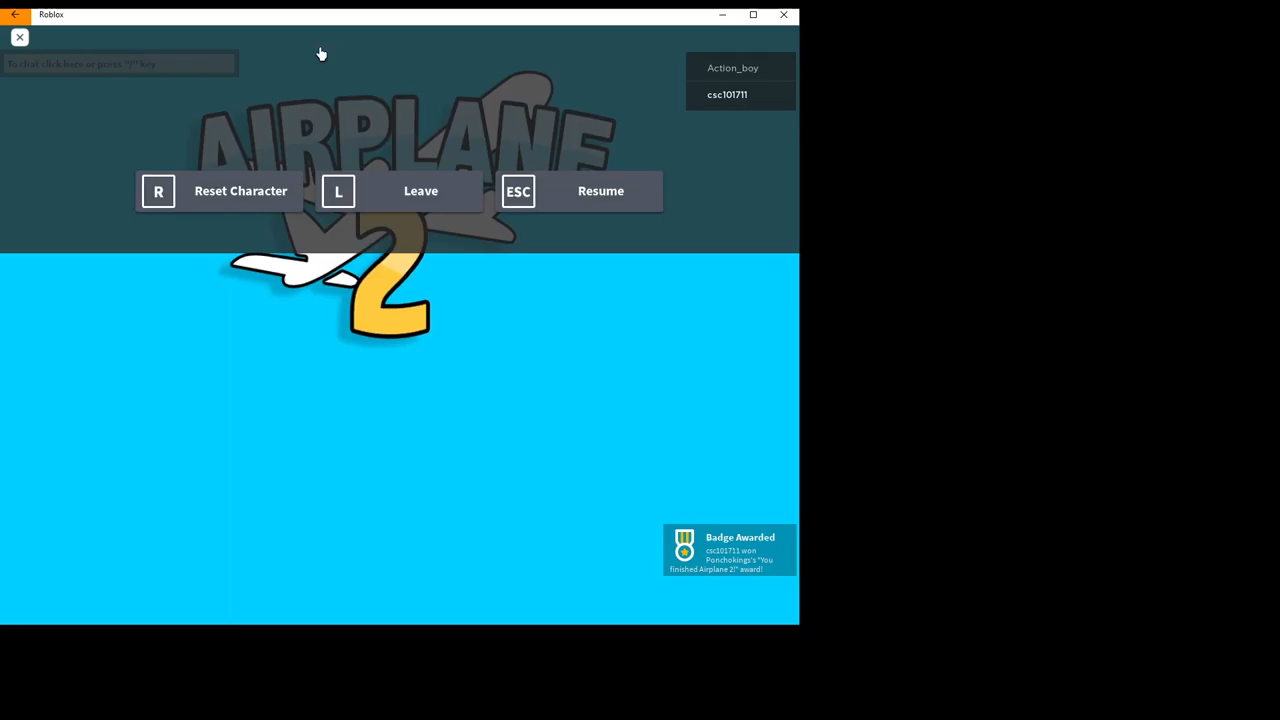 Roblox
To chat click here or press "/" key
Action_boy
csc101711
AIRPLANE
2
R Reset Character
L Leave
ESC Resume
Badge Awarded
csc101711 won
Ponchokings's "You
finished Airplane 2!" award!